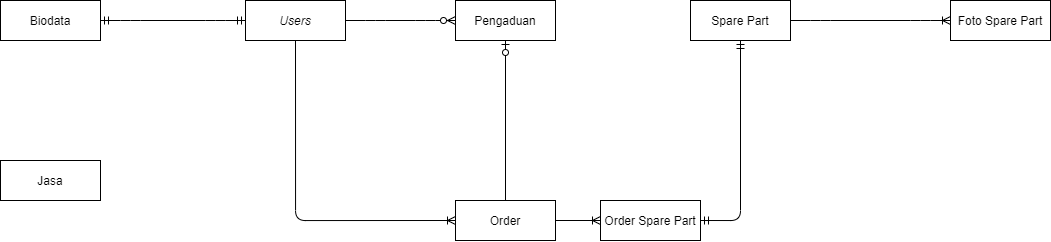 Biodata
Users
Pengaduan
Spare Part
Foto Spare Part
Jasa
Order
Order Spare Part